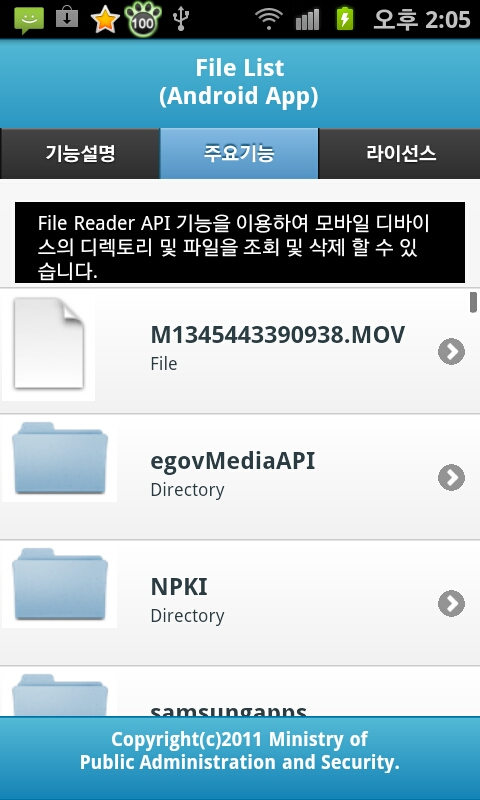 100
오후 2:05
File List
(Android App)
기능설명 주요기능 라이선스
File Reader API 기능을 이용하여 모바일 디바이
스의 디렉토리 및 파일을 조회 및 삭제 할 수 있
습니다.
M1345443390938.MOV
File
egovMediaAPI
Directory
NPKI
Directory
samsungapps
Copyright(c)2011 Ministry of
Public Administration and Security.